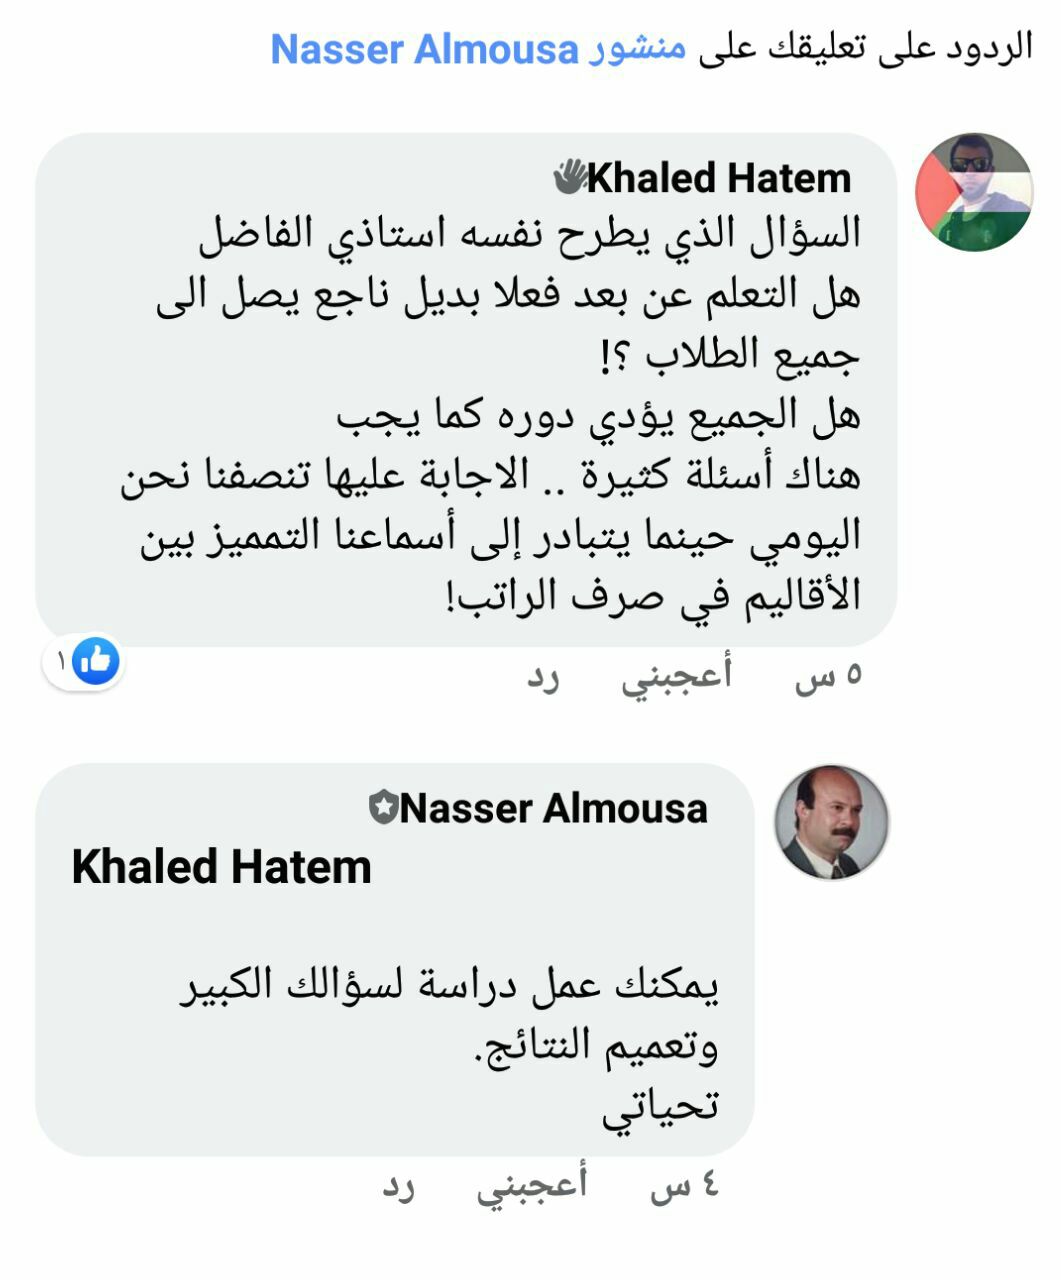 الردود على تعليقك على منشور Nasser Almousa
Khaled Hatem
السؤال الذي يطرح نفسه استاذي الفاضل
هل التعلم عن بعد فعلا بديل ناجع يصل الى
جميع الطلاب ؟!
هل الجميع يؤدي دوره كما يجب
هناك أسئلة كثيرة .. الاجابة عليها تنصفنا نحن
اليومي حينما يتبادر إلى أسماعنا التمميز بين
الأقاليم في صرف الراتب!
٥ س أعجبني رد
١
Nasser Almousa
Khaled Hatem
يمكنك عمل دراسة لسؤالك الكبير
وتعميم النتائج.
تحياتي
٤ س أعجبني رد